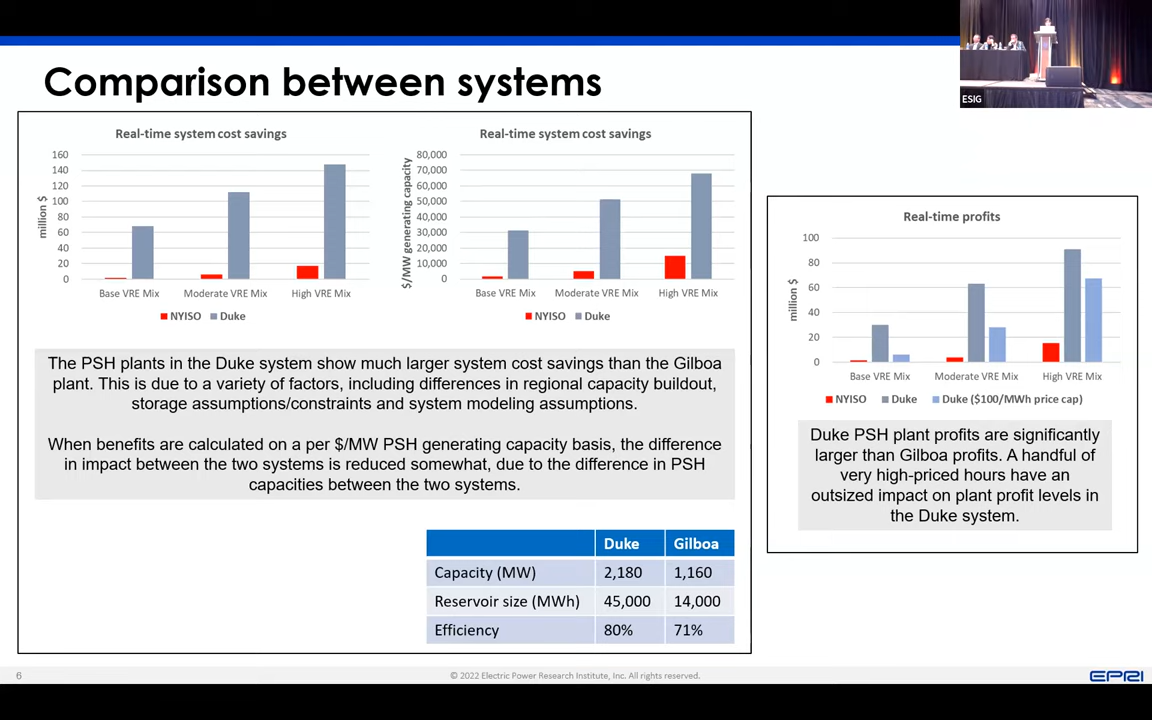 Comparison between systems
ESIG
Real-time system cost savings
160
140
120
100
80
60
40
20
0
million $
Base VRE Mix
Moderate VRE Mix
High VRE Mix
NYISO
Duke
Real-time system cost savings
80,000
70,000
60,000
50,000
40,000
30,000
20,000
10,000
0
$/MW generating capacity
Base VRE Mix
Moderate VRE Mix
High VRE Mix
NYISO
Duke
The PSH plants in the Duke system show much larger system cost savings than the Gilboa
plant. This is due to a variety of factors, including differences in regional capacity buildout,
storage assumptions/constraints and system modeling assumptions.
When benefits are calculated on a per $/MW PSH generating capacity basis, the difference
in impact between the two systems is reduced somewhat, due to the difference in PSH
capacities between the two systems.
Duke Gilboa
Capacity (MW) 2,180 1,160
Reservoir size (MWh) 45,000 14,000
Efficiency 80% 71%
Real-time profits
100
80
60
40
20
0
million $
Base VRE Mix
Moderate VRE Mix
High VRE Mix
NYISO
Duke
Duke ($100/MWh price cap)
Duke PSH plant profits are significantly
larger than Gilboa profits. A handful of
very high-priced hours have an
outsized impact on plant profit levels in
the Duke system.
6
© 2022 Electric Power Research Institute, Inc. All rights reserved.
EPRI